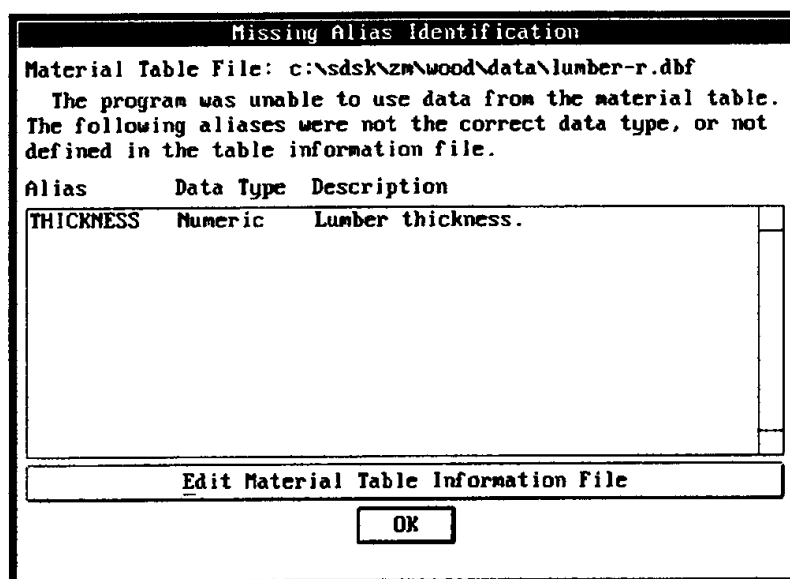 Missing Alias Identification
Material Table File: c:\sdsk\zm\wood\data\lumber-r.dbf
The program was unable to use data from the material table.
The following aliases were not the correct data type, or not
defined in the table information file.
Alias Data Type Description
THICKNESS Numeric Lumber thickness.
Edit Material Table Information File
OK